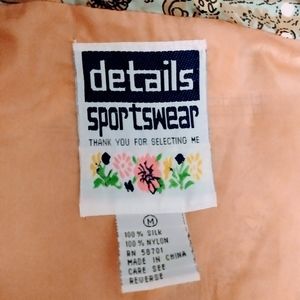 details
sportswear
THANK YOU FOR SELECTING ME
M
100% SILK
100% NYLON
RN 58701
MADE IN CHINA
CARE SEE
REVERSE